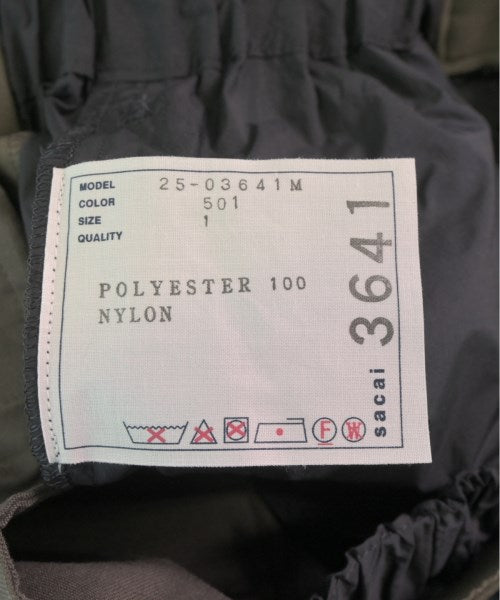 MODEL 25-03641M
COLOR 501
SIZE 1
QUALITY
POLYESTER 100
NYLON
F W
sacai 3641